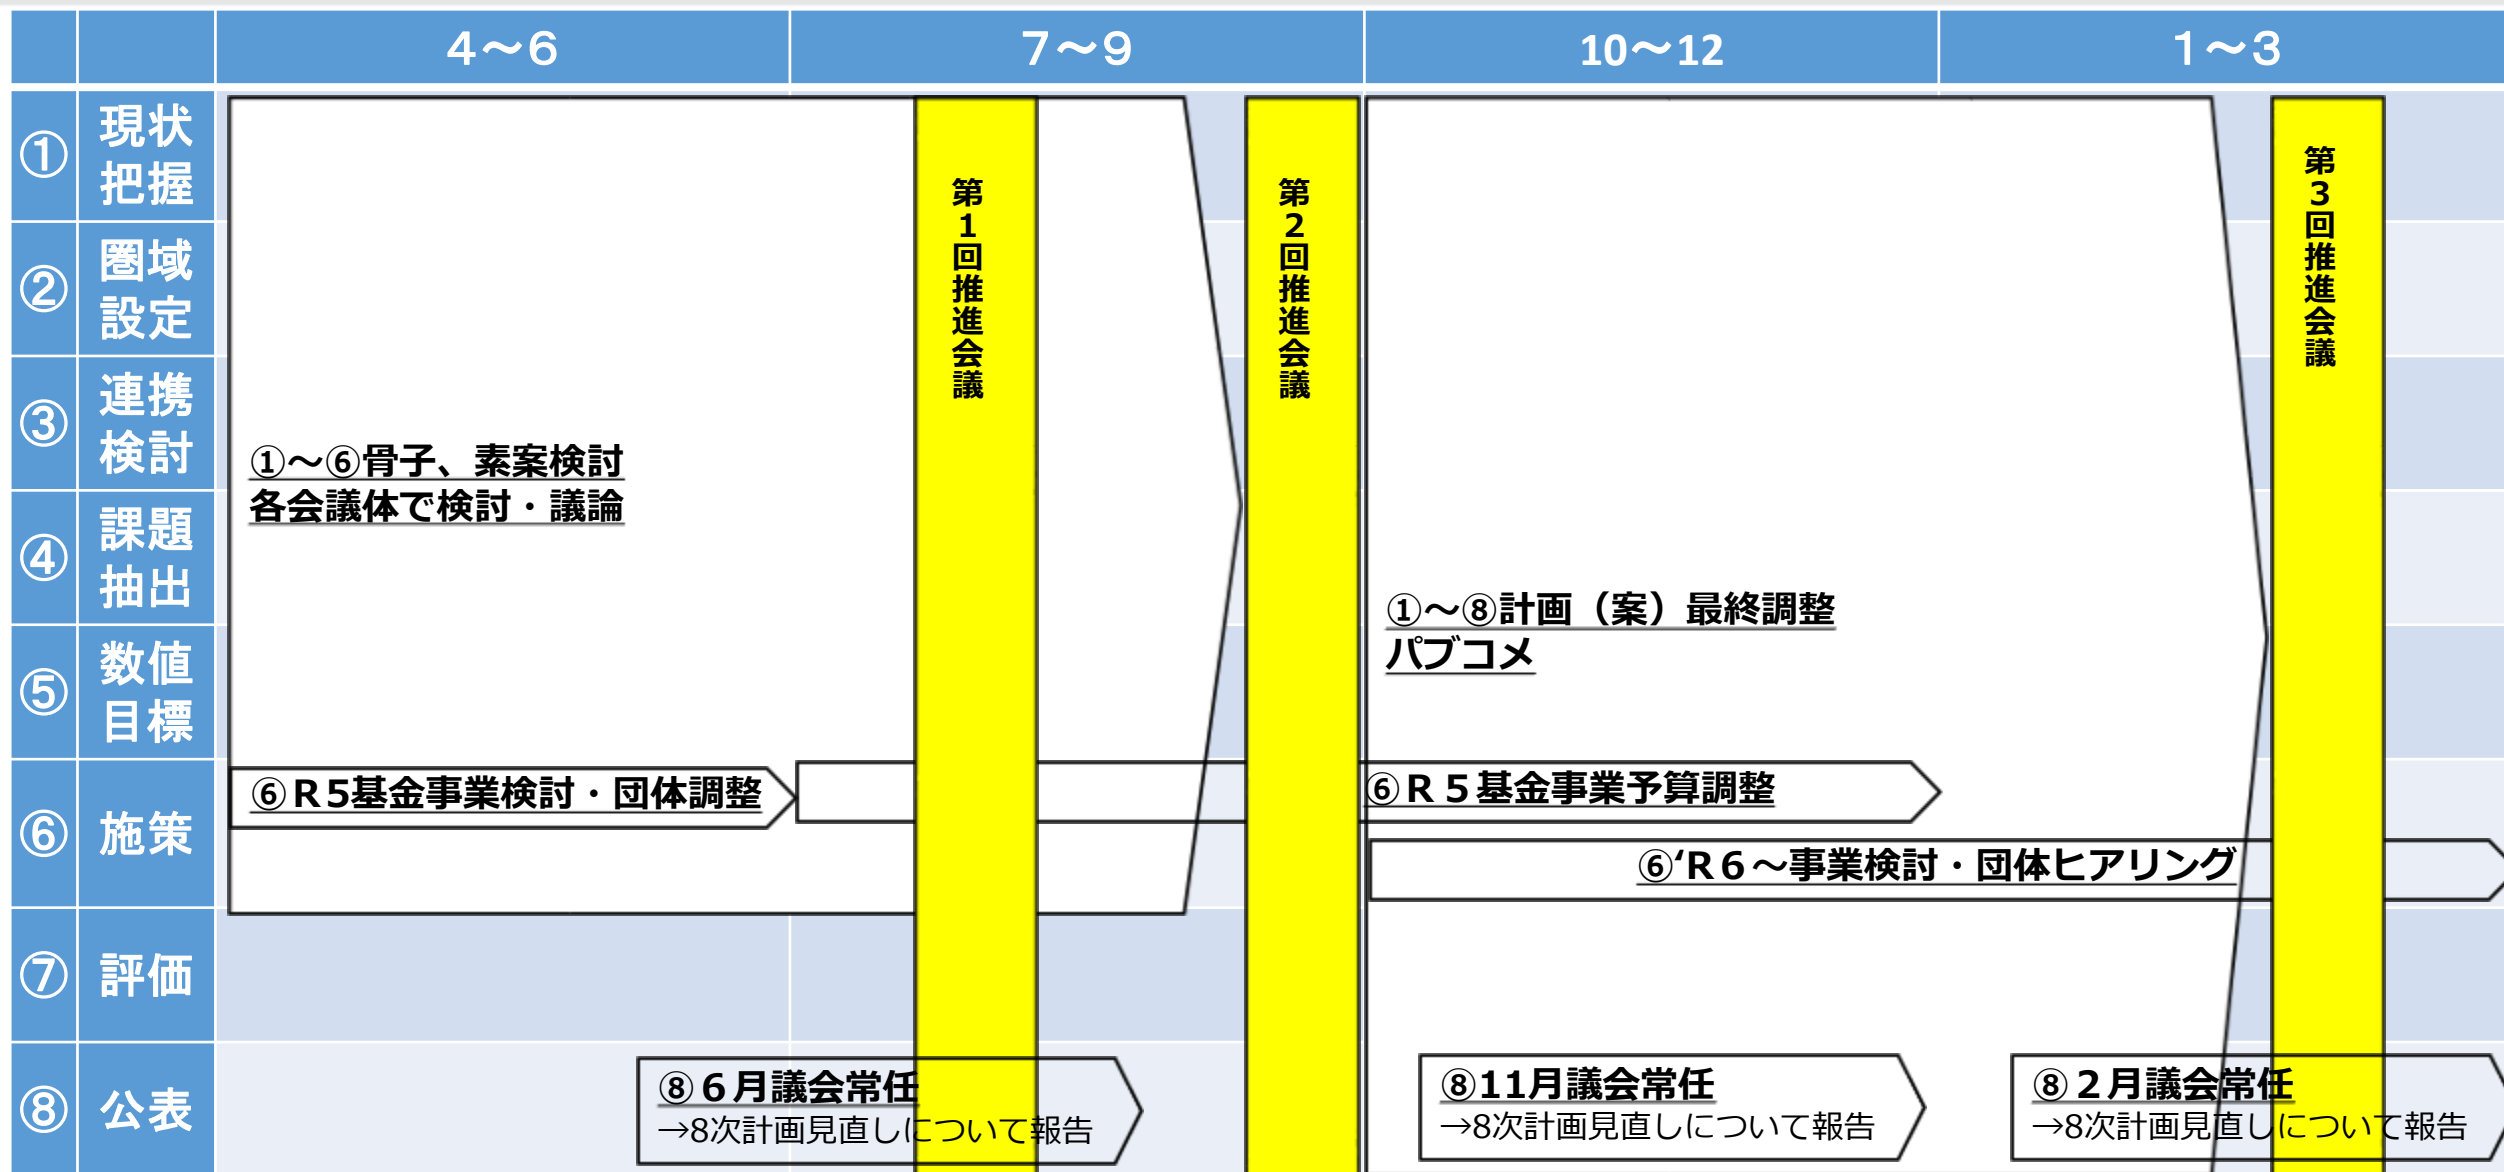 4～6
7～9
10～12
1～3
① 現状
把握
② 圏域
設定
③ 連携
検討
④ 課題
抽出
⑤ 数値
目標
⑥ 施策
⑦ 評価
⑧ 公表
第1回推進会議
第2回推進会議
第3回推進会議
①～⑥骨子、素案検討
各会議体で検討・議論
①～⑧計画（案）最終調整
パブコメ
⑥R5基金事業検討・団体調整
⑥R５基金事業予算調整
⑥‘R６～事業検討・団体ヒアリング
⑧６月議会常任
→8次計画見直しについて報告
⑧11月議会常任
→8次計画見直しについて報告
⑧２月議会常任
→8次計画見直しについて報告